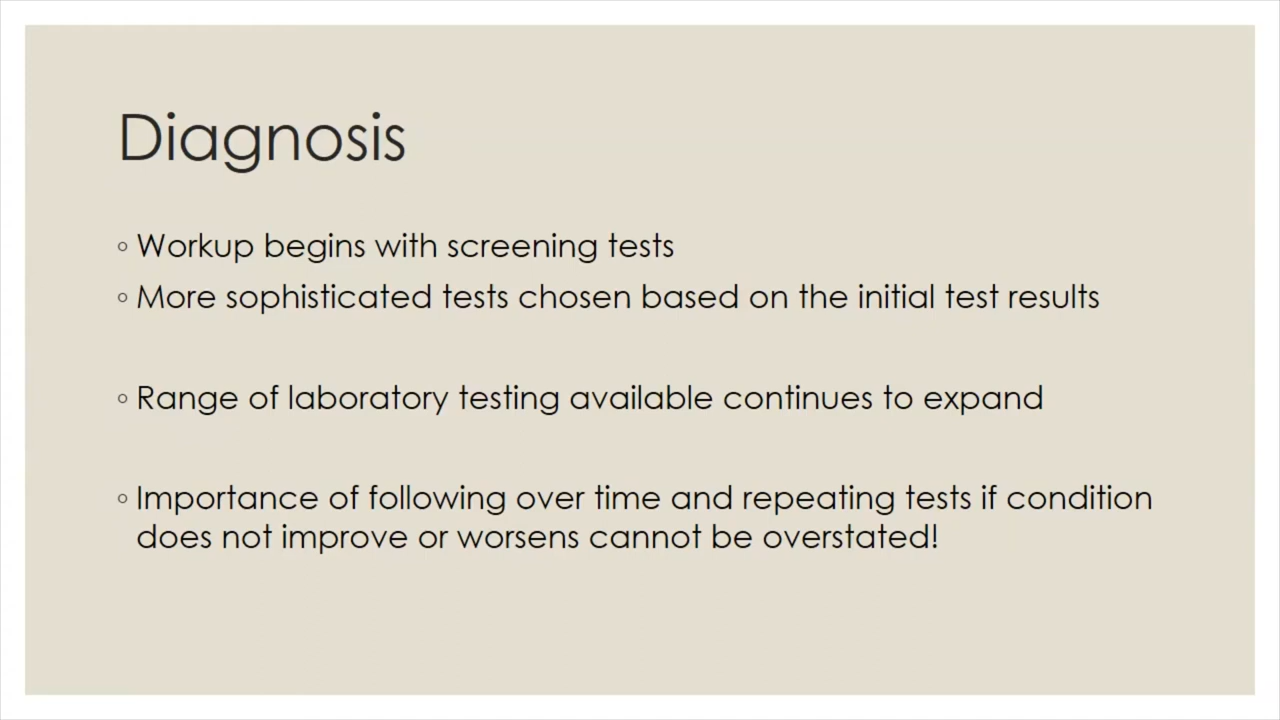 Diagnosis
◦ Workup begins with screening tests
◦ More sophisticated tests chosen based on the initial test results
◦ Range of laboratory testing available continues to expand
◦ Importance of following over time and repeating tests if condition
does not improve or worsens cannot be overstated!